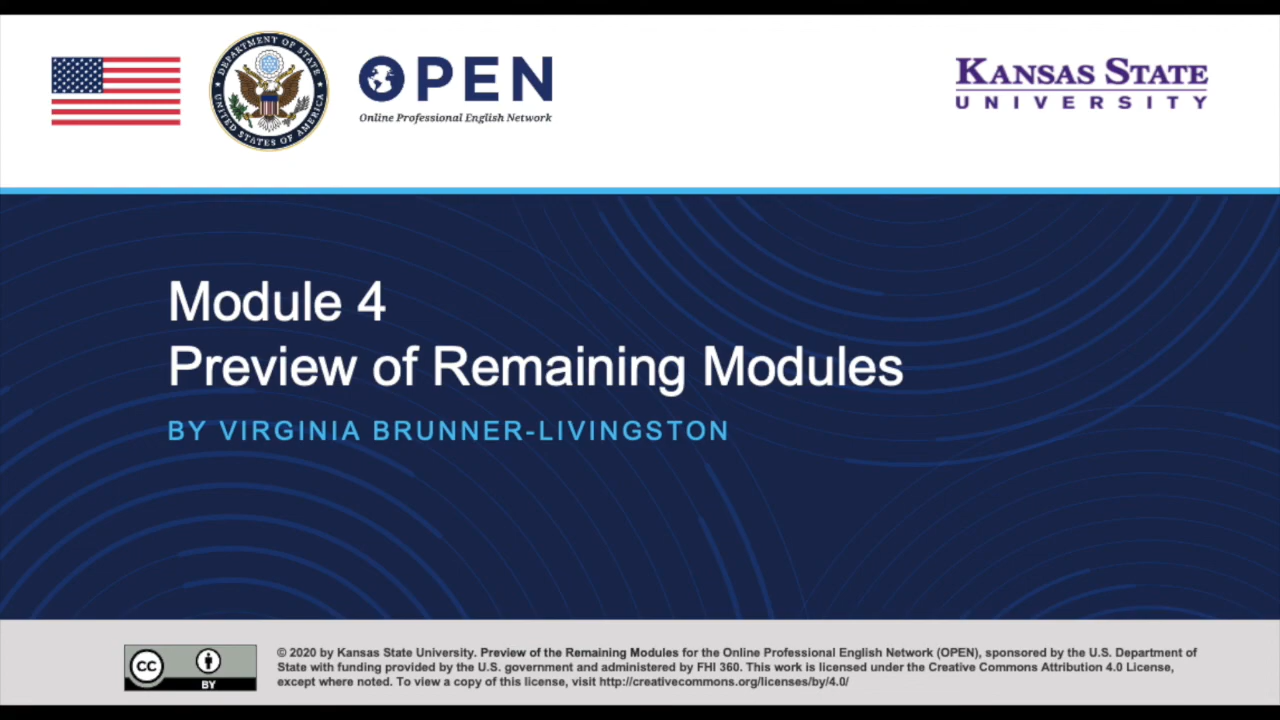 DEPARTMENT OF STATE
UNITED STATES OF AMERICA
OPEN
Online Professional English Network
KANSAS STATE
UNIVERSITY
Module 4
Preview of Remaining Modules
BY VIRGINIA BRUNNER-LIVINGSTON
CC
BY
© 2020 by Kansas State University. Preview of the Remaining Modules for the Online Professional English Network (OPEN), sponsored by the U.S. Department of
State with funding provided by the U.S. government and administered by FHI 360. This work is licensed under the Creative Commons Attribution 4.0 License,
except where noted. To view a copy of this license, visit http://creativecommons.org/licenses/by/4.0/